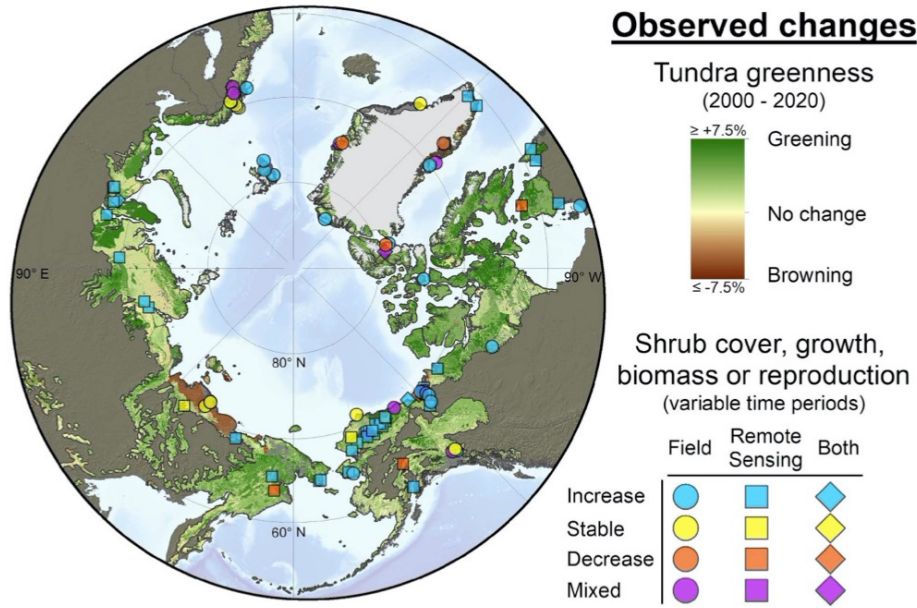 Observed changes
Tundra greenness
(2000 - 2020)
≥ +7.5%
Greening
No change
Browning
≤ -7.5%
90° E
90° W
80° N
60° N
Shrub cover, growth,
biomass or reproduction
(variable time periods)
Field
Remote
Sensing
Both
Increase
Stable
Decrease
Mixed